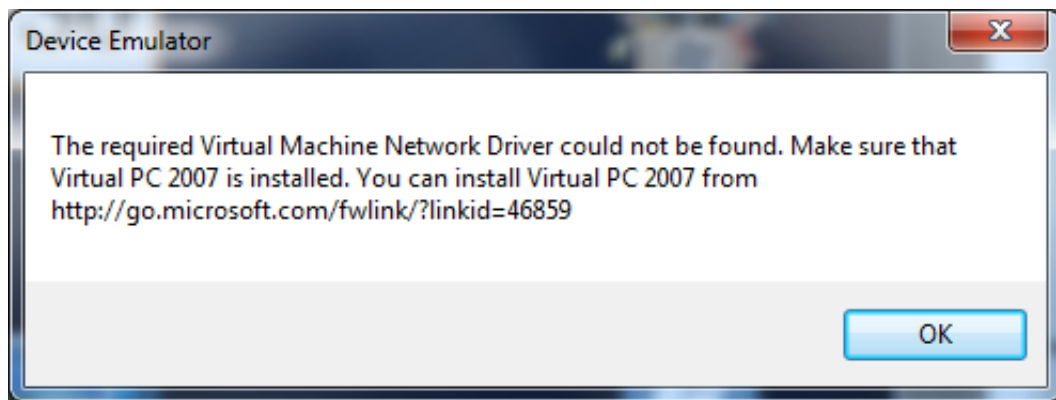 Device Emulator
The required Virtual Machine Network Driver could not be found. Make sure that
Virtual PC 2007 is installed. You can install Virtual PC 2007 from
http://go.microsoft.com/fwlink/?linkid=46859
OK